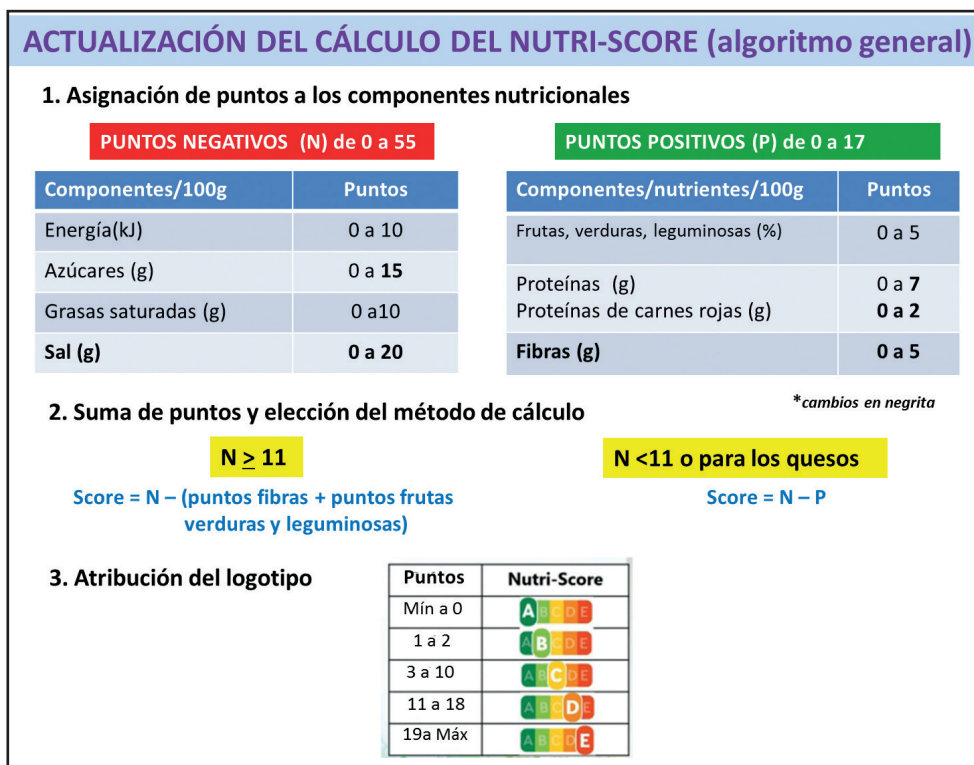 ACTUALIZACIÓN DEL CÁLCULO DEL NUTRI-SCORE (algoritmo general)
1. Asignación de puntos a los componentes nutricionales
PUNTOS NEGATIVOS (N) de 0 a 55
Componentes/100g Puntos
Energía(kJ) 0 a 10
Azúcares (g) 0 a 15
Grasas saturadas (g) 0 a10
Sal (g) 0 a 20
PUNTOS POSITIVOS (P) de 0 a 17
Componentes/nutrientes/100g Puntos
Frutas, verduras, leguminosas (%) 0 a 5
Proteínas (g) 0 a 7
Proteínas de carnes rojas (g) 0 a 2
Fibras (g) 0 a 5
*cambios en negrita
2. Suma de puntos y elección del método de cálculo
N ≥ 11
Score = N – (puntos fibras + puntos frutas
verduras y leguminosas)
N <11 o para los quesos
Score = N – P
3. Atribución del logotipo
Puntos Nutri-Score
Mín a 0 A B C D E
1 a 2 A B C D E
3 a 10 A B C D E
11 a 18 A B C D E
19a Máx A B C D E